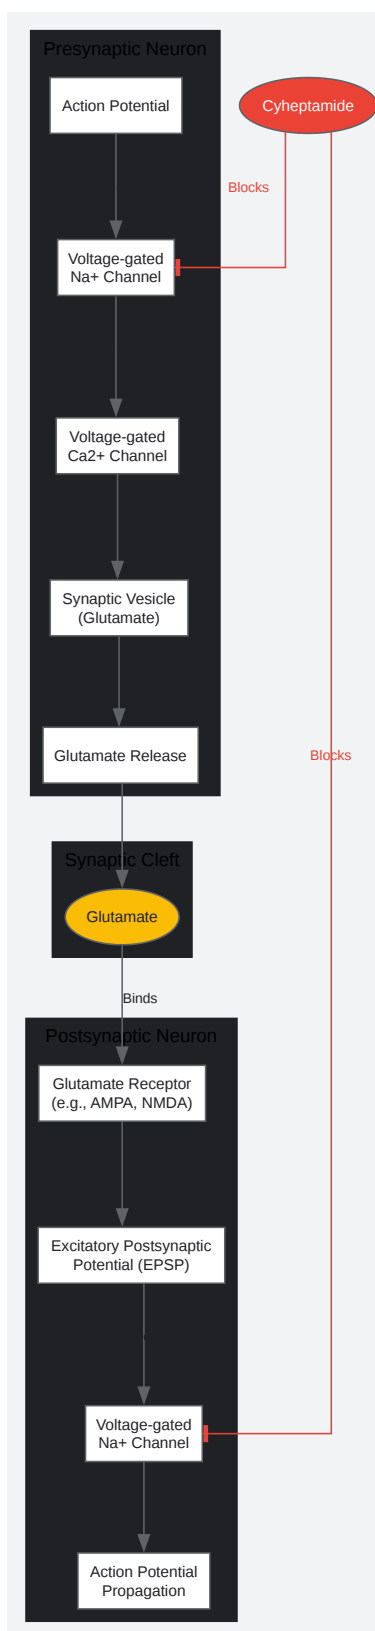 Presynaptic Neuron
Action Potential
Cyheptamide
Blocks
Voltage-gated
Na+ Channel
Voltage-gated
Ca2+ Channel
Synaptic Vesicle
(Glutamate)
Glutamate Release
Blocks
Synaptic Cleft
Glutamate
Binds
Postsynaptic Neuron
Glutamate Receptor
(e.g., AMPA, NMDA)
Excitatory Postsynaptic
Potential (EPSP)
Voltage-gated
Na+ Channel
Action Potential
Propagation